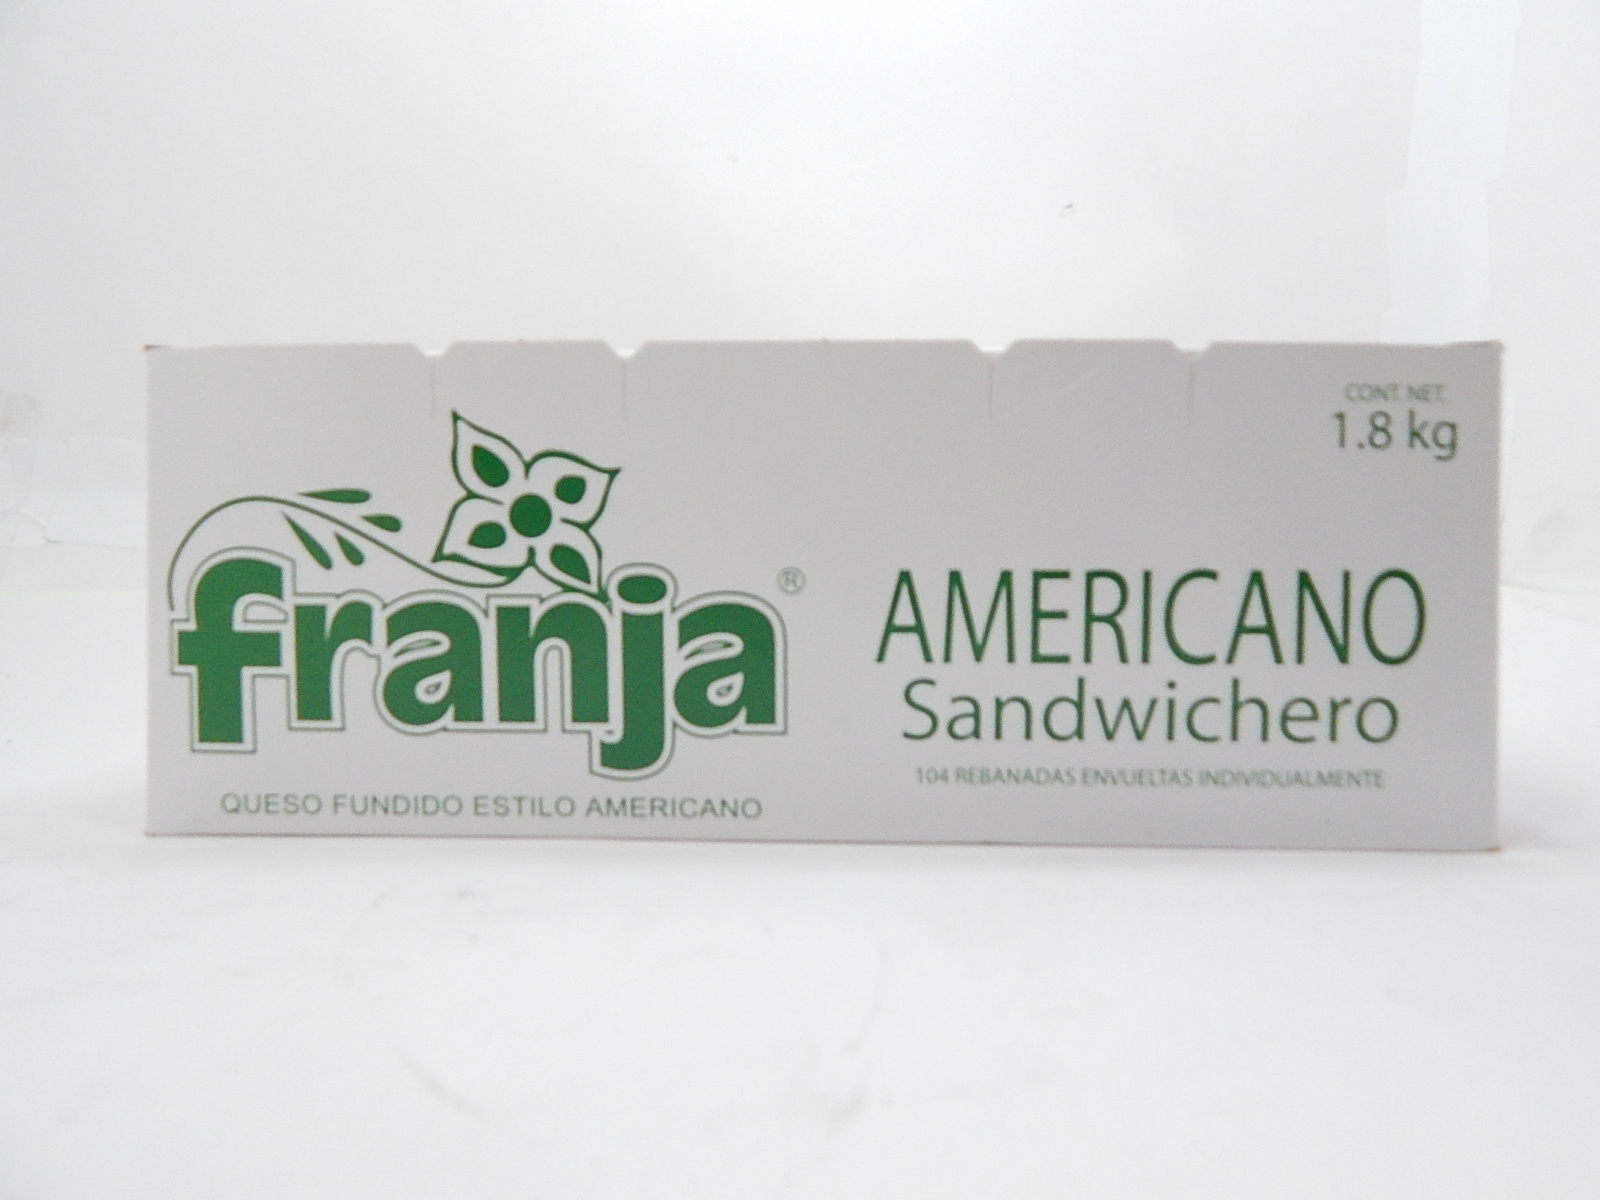 CONT. NET.
1.8 kg
franja®
QUESO FUNDIDO ESTILO AMERICANO
AMERICANO
Sandwichero
104 REBANADAS ENVUELTAS INDIVIDUALMENTE